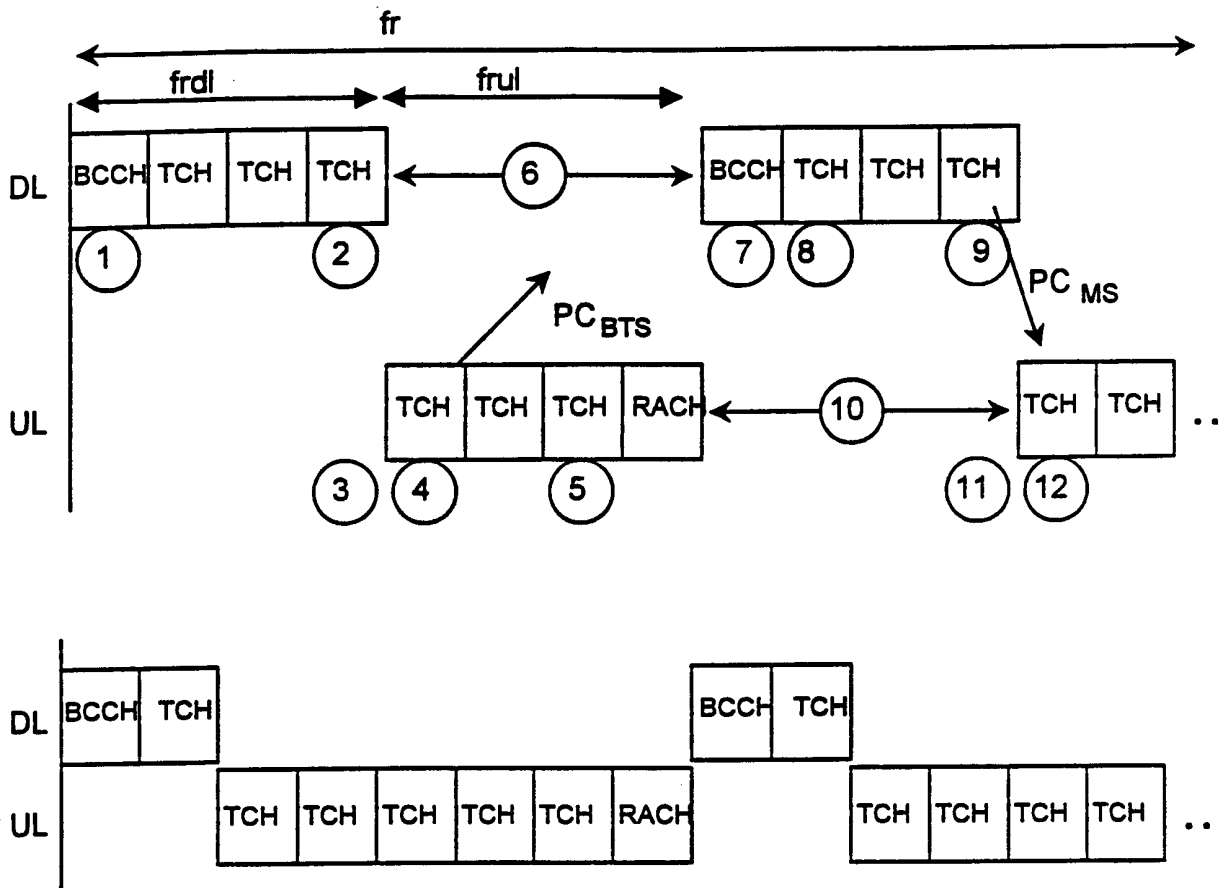 fr
frdl frul
DL BCCH TCH TCH TCH 6 BCCH TCH TCH TCH
1 2 7 8 9
PC BTS PC MS
UL TCH TCH TCH RACH 10 TCH TCH ..
3 4 5 11 12
DL BCCH TCH BCCH TCH
UL TCH TCH TCH TCH TCH RACH TCH TCH TCH TCH ..